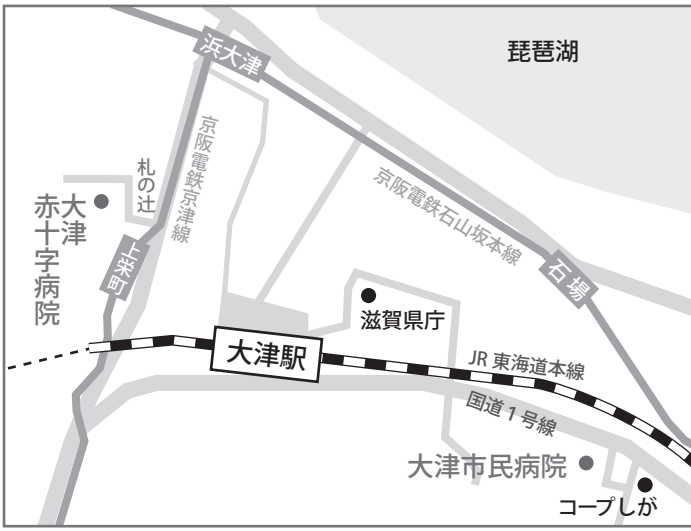 琵琶湖
浜大津
京阪電鉄京津線
札の辻
京阪電鉄石山坂本線
大津
赤十字病院
上栄町
石場
滋賀県庁
大津駅
JR 東海道本線
国道1号線
大津市民病院
コープしが